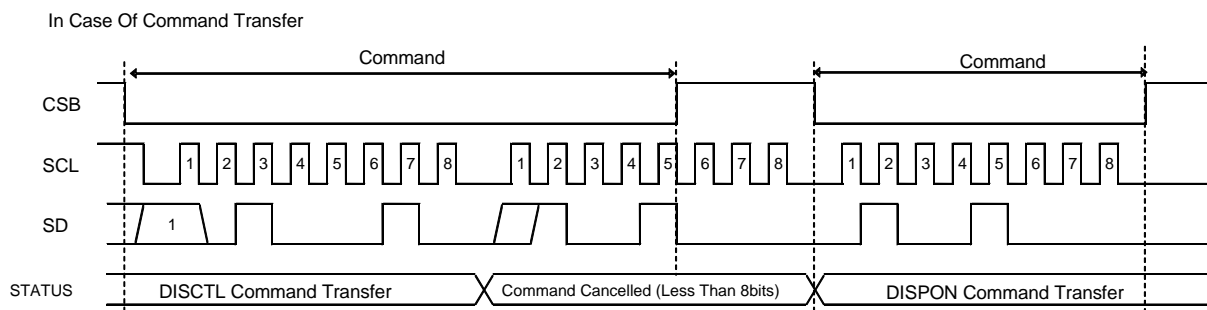 In Case Of Command Transfer
Command Command
CSB
SCL 1 2 3 4 5 6 7 8 1 2 3 4 5 6 7 8 1 2 3 4 5 6 7 8
SD 1
STATUS DISCTL Command Transfer Command Cancelled (Less Than 8bits) DISPON Command Transfer